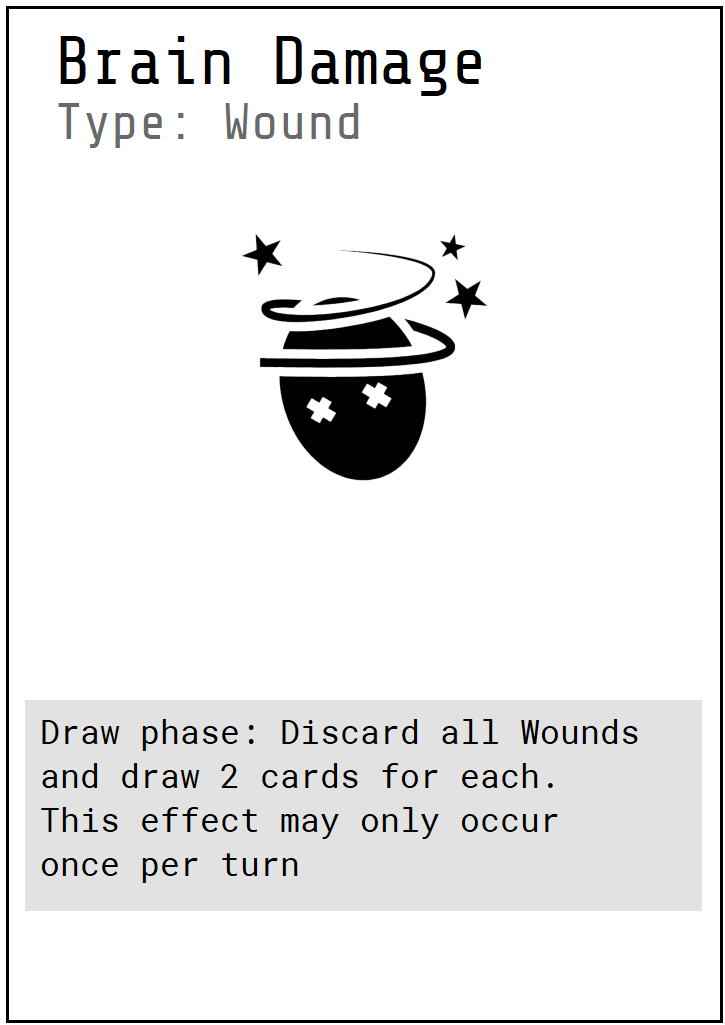 Brain Damage
Type: Wound
Draw phase: Discard all Wounds
and draw 2 cards for each.
This effect may only occur
once per turn